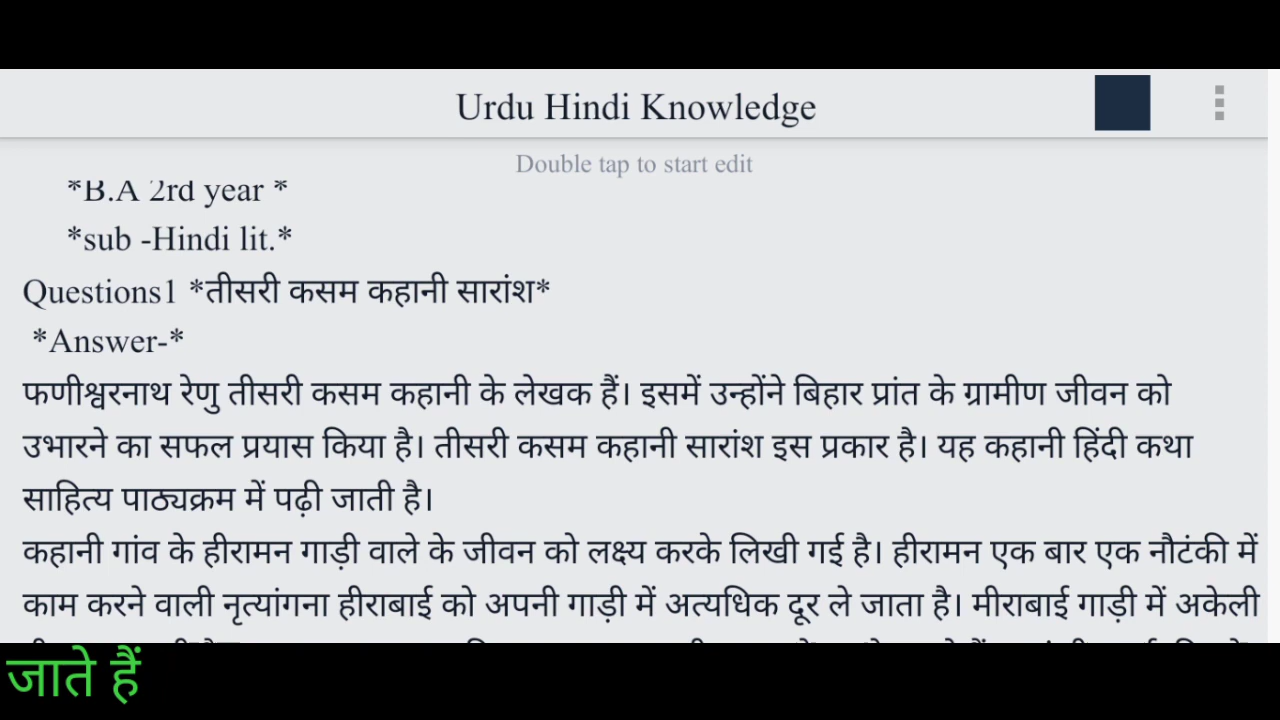 Urdu Hindi Knowledge
Double tap to start edit
*B.A 2rd year *
*sub -Hindi lit.*
Questions1 *तीसरी कसम कहानी सारांश*
*Answer-*
फणीश्वरनाथ रेणु तीसरी कसम कहानी के लेखक हैं। इसमें उन्होंने बिहार प्रांत के ग्रामीण जीवन को
उभारने का सफल प्रयास किया है। तीसरी कसम कहानी सारांश इस प्रकार है। यह कहानी हिंदी कथा
साहित्य पाठ्यक्रम में पढ़ी जाती है।
कहानी गांव के हीरामन गाड़ी वाले के जीवन को लक्ष्य करके लिखी गई है। हीरामन एक बार एक नौटंकी में
काम करने वाली नृत्यांगना हीराबाई को अपनी गाड़ी में अत्यधिक दूर ले जाता है। मीराबाई गाड़ी में अकेली
जाते हैं